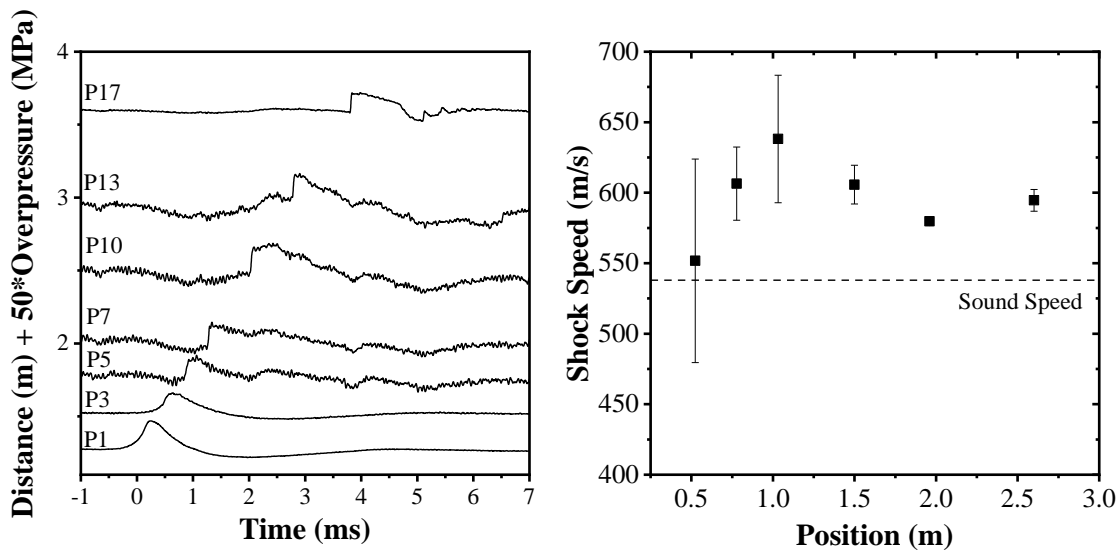 Distance (m) + 50*Overpressure (MPa)
4
3
2
P17
P13
P10
P7
P5
P3
P1
-1 0 1 2 3 4 5 6 7
Time (ms)
Shock Speed (m/s)
700
650
600
550
500
450
400
Sound Speed
0.5 1.0 1.5 2.0 2.5 3.0
Position (m)